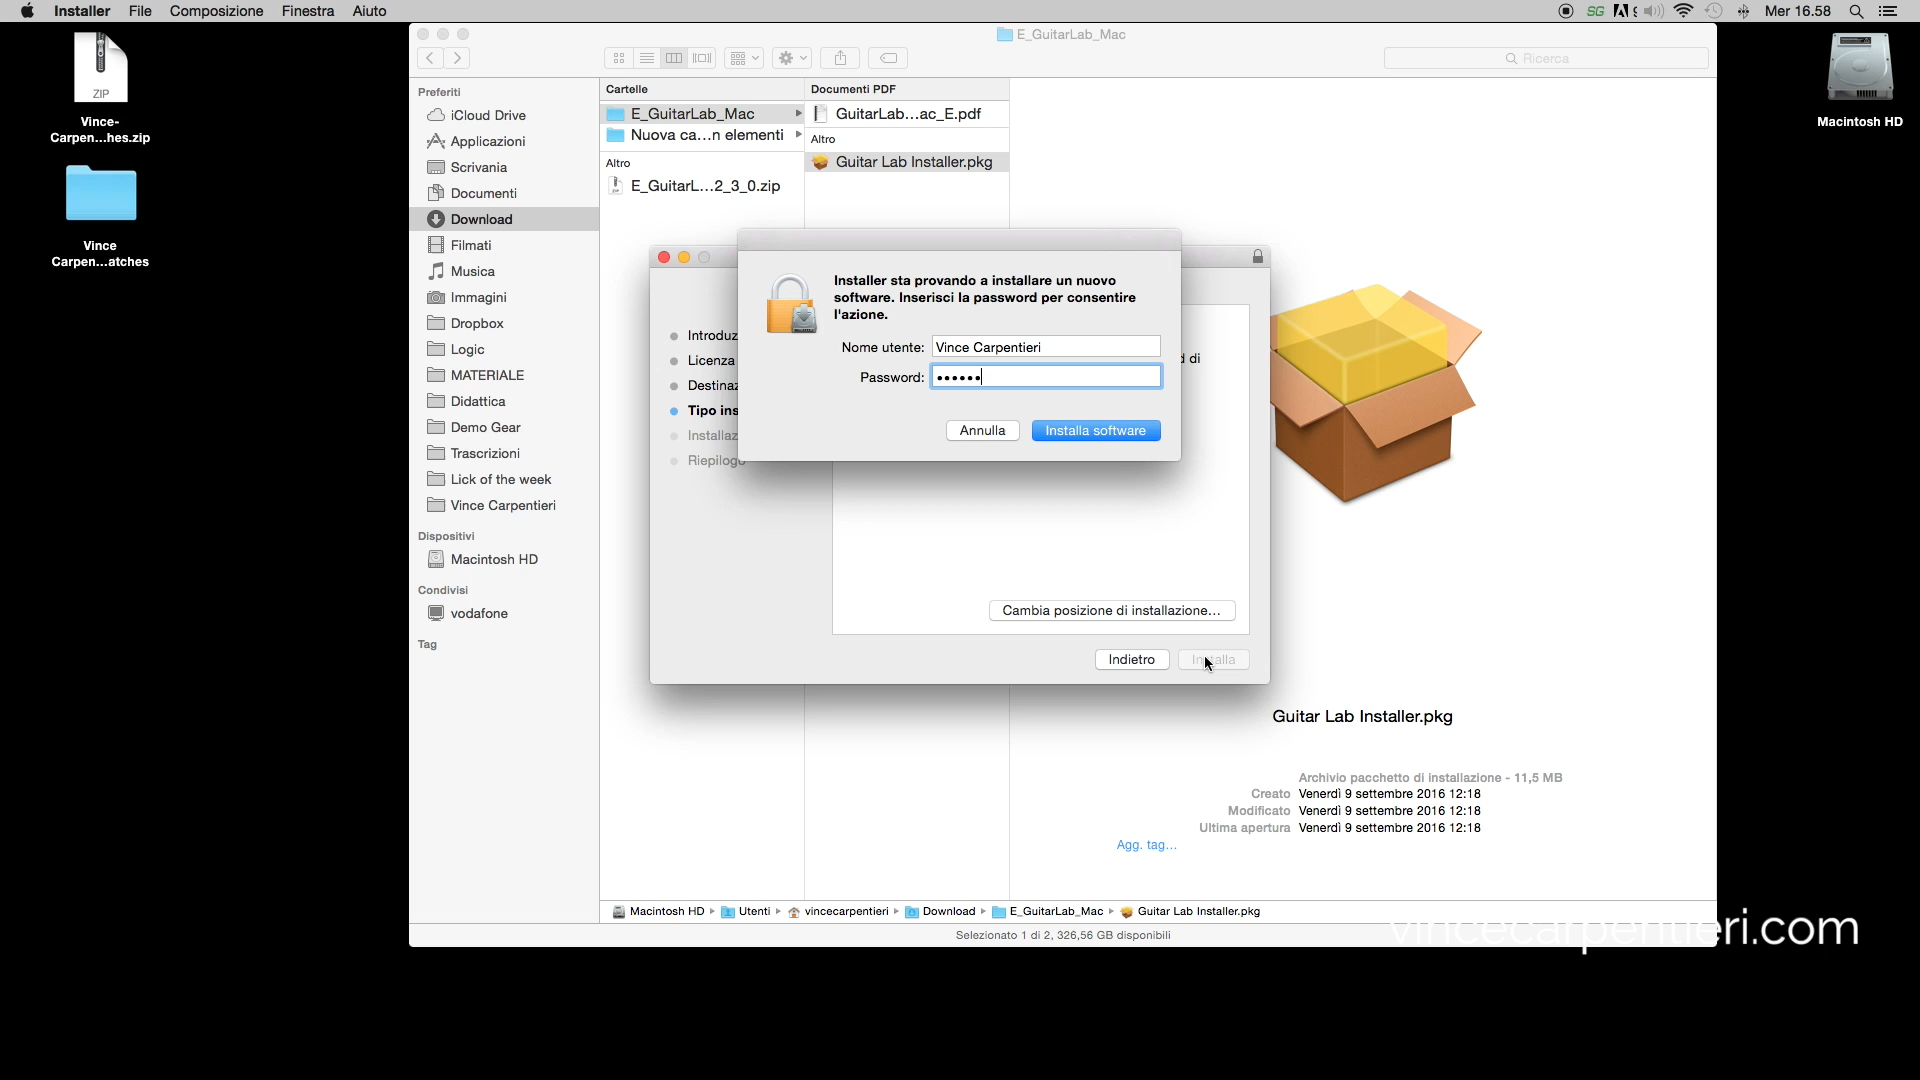 Installer File Composizione Finestra Aiuto
SG 9 Mer 16.58
E_GuitarLab_Mac
Ricerca
ZIP
Vince-
Carpen...hes.zip
Vince
Carpen...atches
Macintosh HD
Preferiti
iCloud Drive
Applicazioni
Scrivania
Documenti
Download
Filmati
Musica
Immagini
Dropbox
Logic
MATERIALE
Didattica
Demo Gear
Trascrizioni
Lick of the week
Vince Carpentieri
Dispositivi
Macintosh HD
Condivisi
vodafone
Tag
Cartelle
E_GuitarLab_Mac
Nuova ca...n elementi
Altro
E_GuitarL...2_3_0.zip
Documenti PDF
GuitarLab...ac_E.pdf
Altro
Guitar Lab Installer.pkg
Installer sta provando a installare un nuovo
software. Inserisci la password per consentire
l'azione.
Nome utente: Vince Carpentieri
Password: ••••••
Annulla Installa software
Introduz
Licenza
Destinaz
Tipo ins
Installaz
Riepilogo
di
Cambia posizione di installazione...
Indietro Installa
Guitar Lab Installer.pkg
Archivio pacchetto di installazione - 11,5 MB
Creato Venerdì 9 settembre 2016 12:18
Modificato Venerdì 9 settembre 2016 12:18
Ultima apertura Venerdì 9 settembre 2016 12:18
Agg. tag...
Macintosh HD Utenti vincecarpentieri Download E_GuitarLab_Mac Guitar Lab Installer.pkg
Selezionato 1 di 2, 326,56 GB disponibili
vincecarpentieri.com